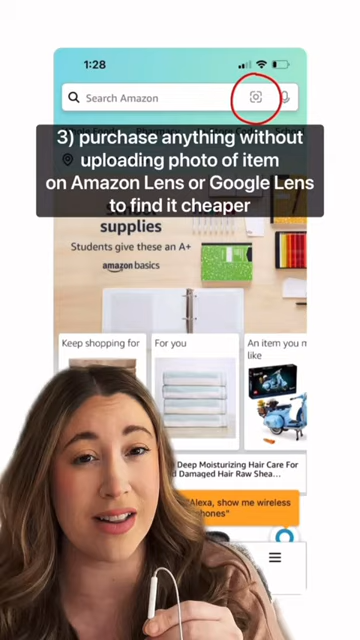 1:28
Search Amazon
3) purchase anything without
uploading photo of item
on Amazon Lens or Google Lens
to find it cheaper
supplies
Students give these an A+
amazon basics
Keep shopping for
For you
An item you m
like
Deep Moisturizing Hair Care For
d Damaged Hair Raw Shea...
"Alexa, show me wireless
phones"